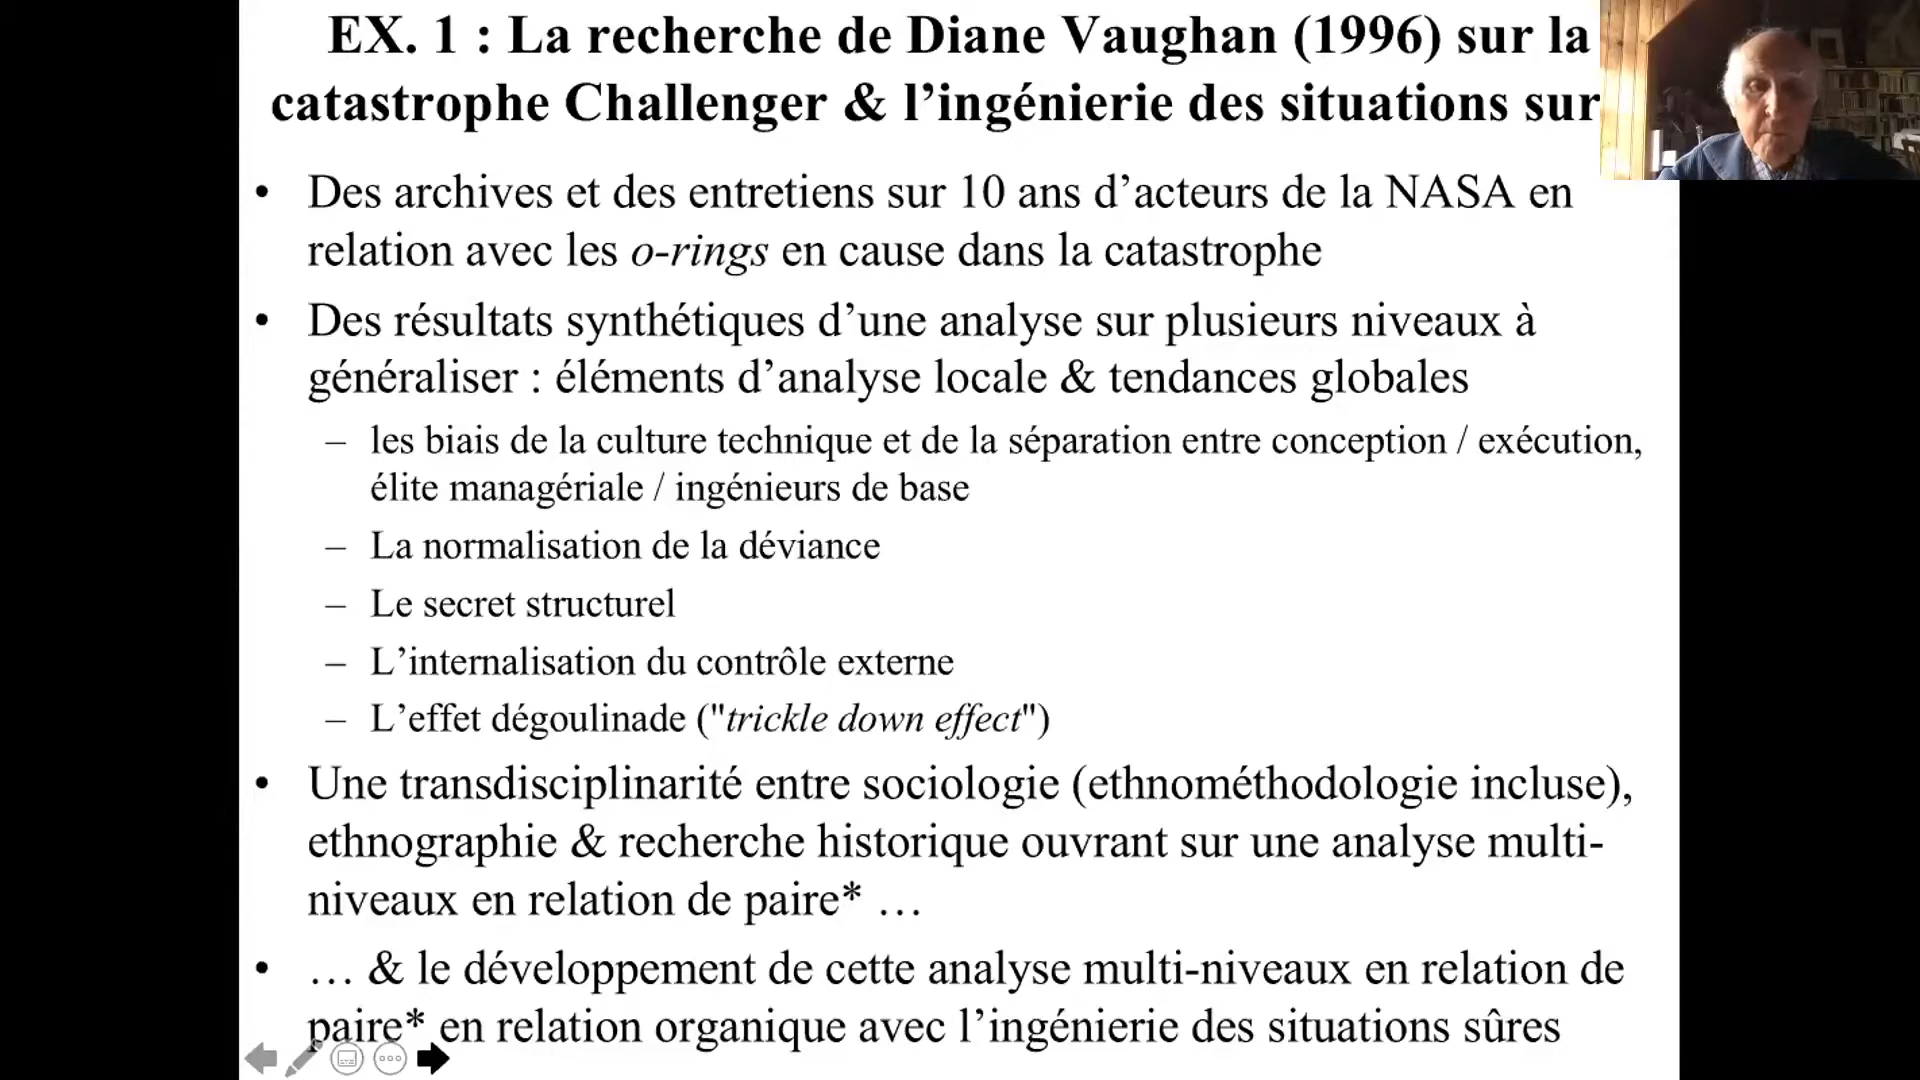 EX. 1 : La recherche de Diane Vaughan (1996) sur la
catastrophe Challenger & l’ingénierie des situations sur
• Des archives et des entretiens sur 10 ans d’acteurs de la NASA en
relation avec les o-rings en cause dans la catastrophe
• Des résultats synthétiques d’une analyse sur plusieurs niveaux à
généraliser : éléments d’analyse locale & tendances globales
– les biais de la culture technique et de la séparation entre conception / exécution,
élite managériale / ingénieurs de base
– La normalisation de la déviance
– Le secret structurel
– L’internalisation du contrôle externe
– L’effet dégoulinade ("trickle down effect")
• Une transdisciplinarité entre sociologie (ethnométhodologie incluse),
ethnographie & recherche historique ouvrant sur une analyse multi-
niveaux en relation de paire* …
• … & le développement de cette analyse multi-niveaux en relation de
paire* en relation organique avec l’ingénierie des situations sûres